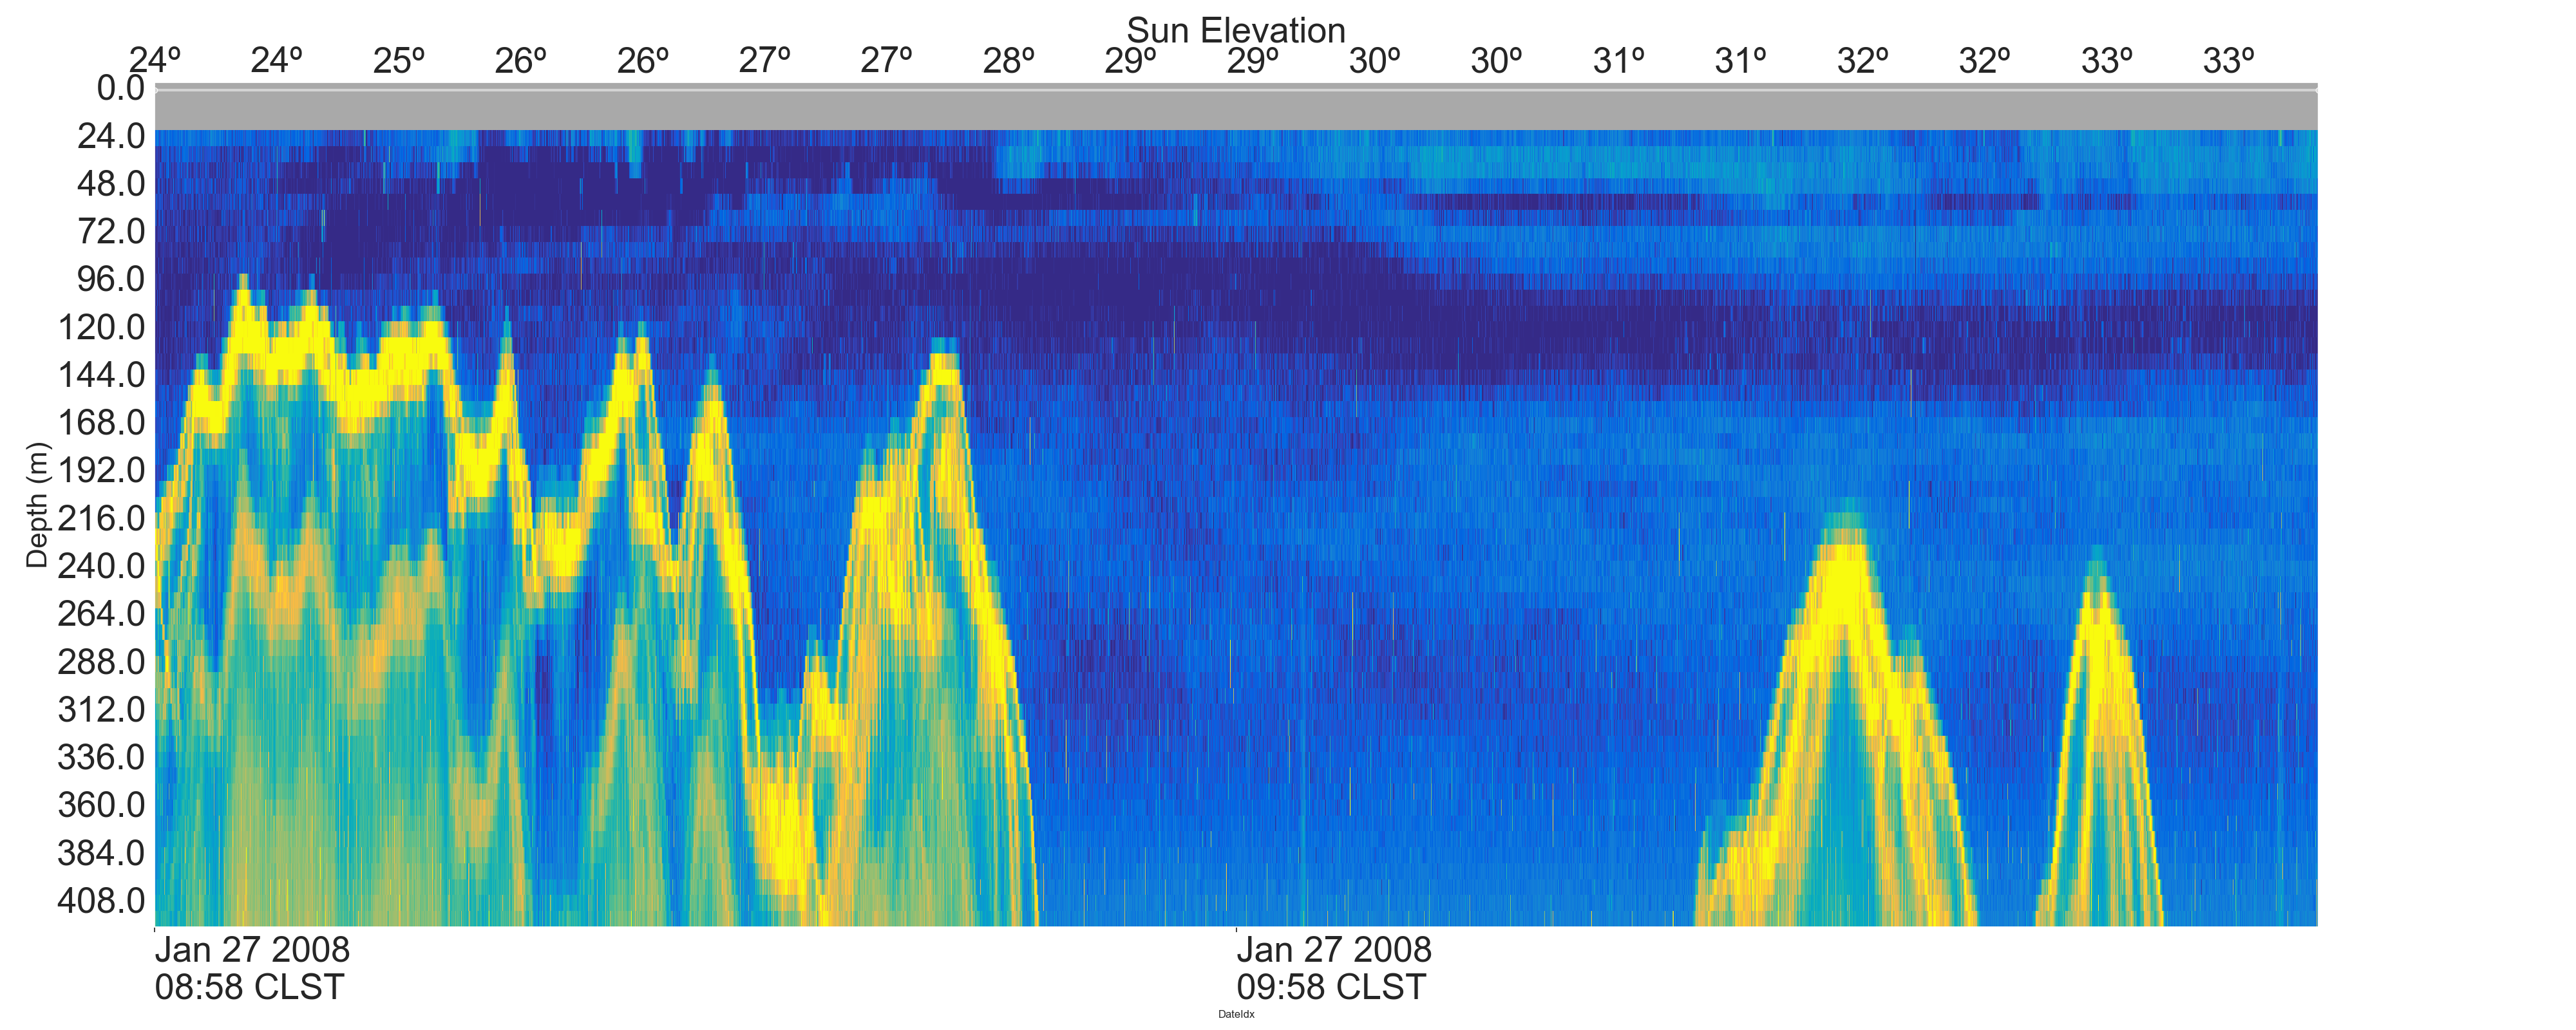 Sun Elevation
24º 24º 25º 26º 26º 27º 27º 28º 29º 29º 30º 30º 31º 31º 32º 32º 33º 33º
0.0
24.0
48.0
72.0
96.0
120.0
144.0
168.0
192.0
216.0
240.0
264.0
288.0
312.0
336.0
360.0
384.0
408.0
Depth (m)
Jan 27 2008
08:58 CLST
Jan 27 2008
09:58 CLST
DateIdx